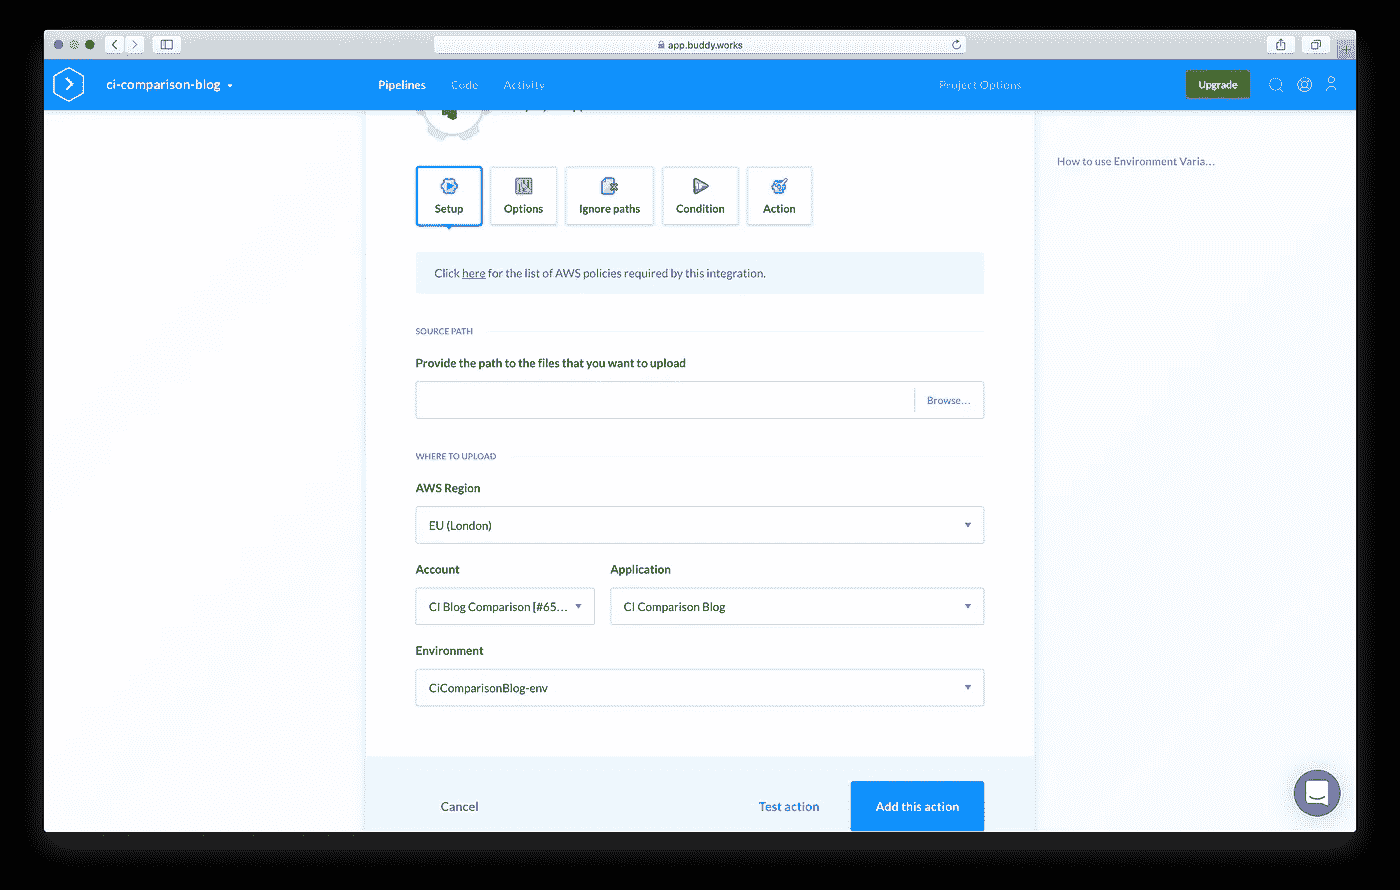 app.buddy.works
ci-comparison-blog
Pipelines
Code
Activity
Project Options
Upgrade
How to use Environment Varia...
Setup
Options
Ignore paths
Condition
Action
Click here for the list of AWS policies required by this integration.
SOURCE PATH
Provide the path to the files that you want to upload
Browse...
WHERE TO UPLOAD
AWS Region
EU (London)
Account
Application
CI Blog Comparison [#65...
CI Comparison Blog
Environment
CiComparisonBlog-env
Cancel
Test action
Add this action